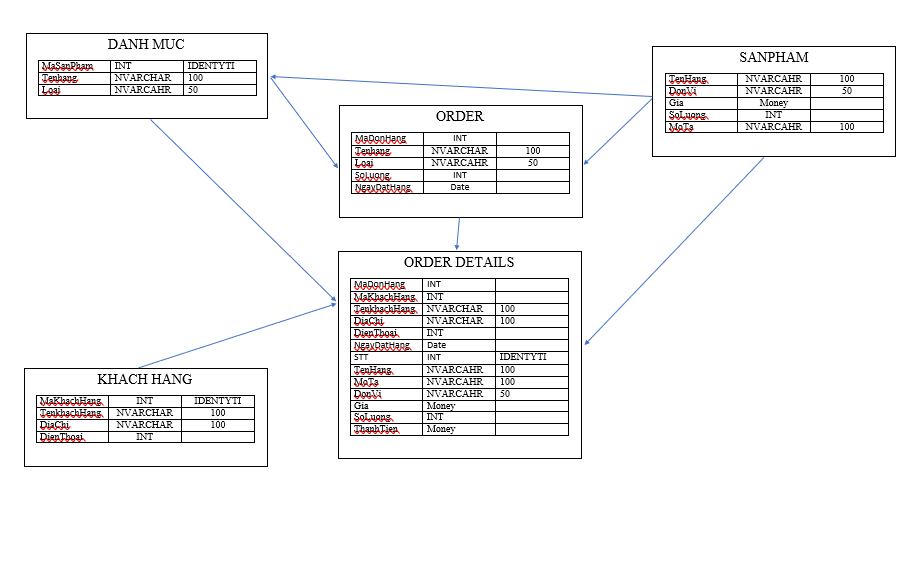 DANH MUC
MaSanPham INT IDENTYTI
Tenhang NVARCHAR 100
Loai NVARCAHR 50
SANPHAM
TenHang NVARCAHR 100
DonVi NVARCAHR 50
Gia Money
SoLuong INT
MoTa NVARCAHR 100
ORDER
MaDonHang INT
Tenhang NVARCHAR 100
Loai NVARCAHR 50
SoLuong INT
NgayDatHang Date
ORDER DETAILS
MaDonHang INT
MaKhachHang INT
TenkhachHang NVARCHAR 100
DiaChi NVARCHAR 100
DienThoai INT
NgayDatHang Date
STT INT IDENTYTI
TenHang NVARCAHR 100
MoTa NVARCAHR 100
DonVi NVARCAHR 50
Gia Money
SoLuong INT
ThanhTien Money
KHACH HANG
MaKhachHang INT IDENTYTI
TenkhachHang NVARCHAR 100
DiaChi NVARCHAR 100
DienThoai INT